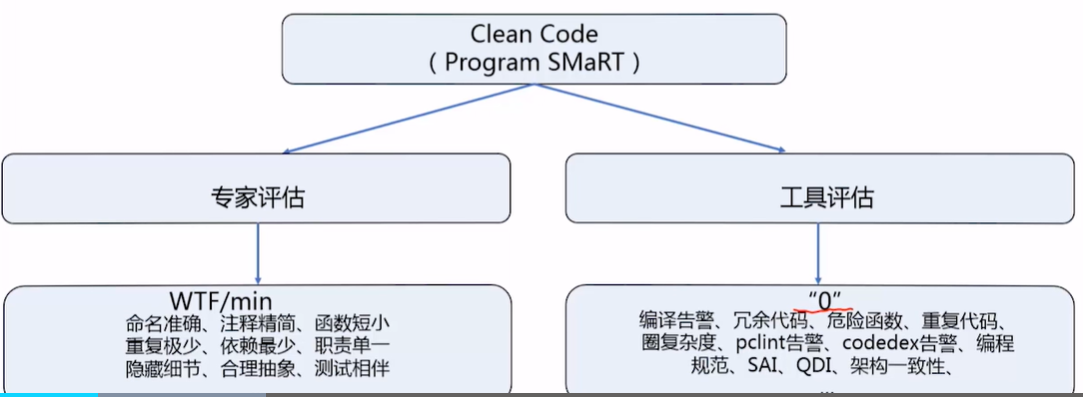 Clean Code
（ Program SMaRT ）
专家评估
工具评估
WTF/min
命名准确、注释精简、函数短小
重复极少、依赖最少、职责单一
隐藏细节、合理抽象、测试相伴
“0”
编译告警、冗余代码、危险函数、重复代码、
圈复杂度、pclint告警、codedex告警、编程
规范、SAI、QDI、架构一致性、
...